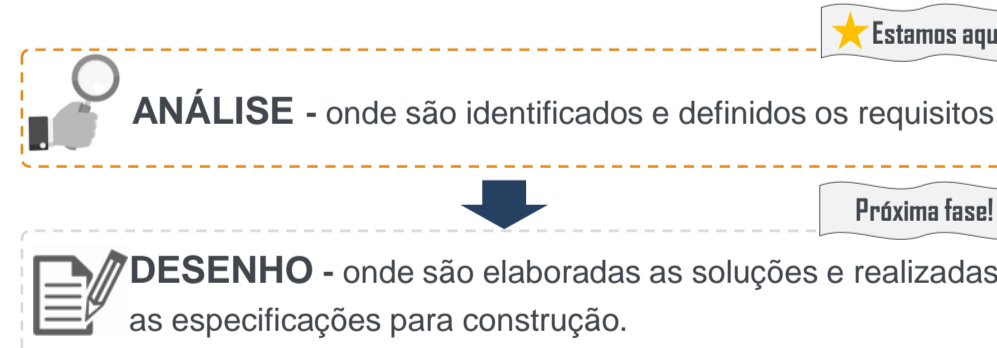 Estamos aqu
ANÁLISE - onde são identificados e definidos os requisitos.
Próxima fase!
DESENHO - onde são elaboradas as soluções e realizadas
as especificações para construção.